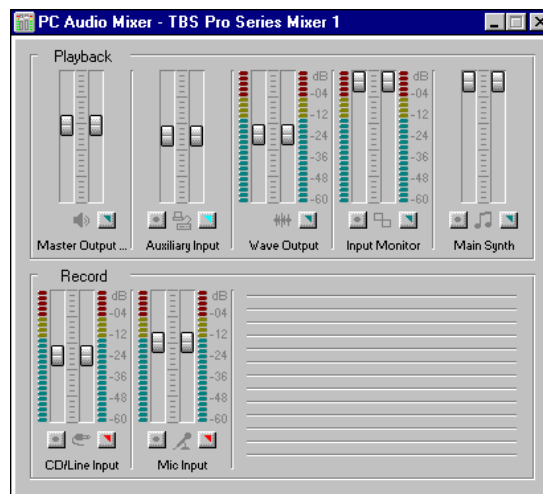 PC Audio Mixer - TBS Pro Series Mixer 1
Playback
dB
-04
-12
-24
-36
-48
-60
dB
-04
-12
-24
-36
-48
-60
Master Output ...
Auxiliary Input
Wave Output
Input Monitor
Main Synth
Record
dB
-04
-12
-24
-36
-48
-60
dB
-04
-12
-24
-36
-48
-60
CD/Line Input
Mic Input